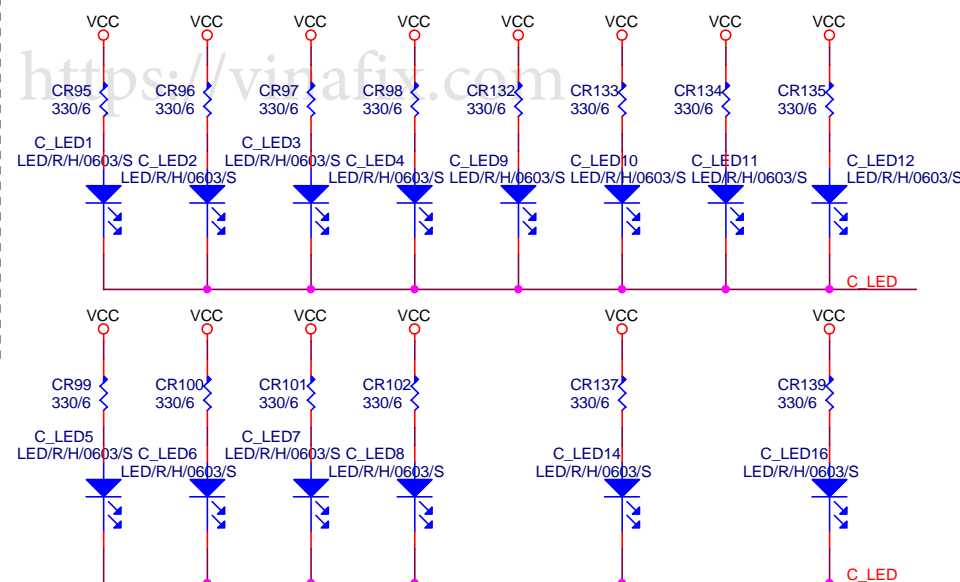 VCC VCC VCC VCC VCC VCC VCC VCC
https://vinafix.com
CR95 CR96 CR97 CR98 CR132 CR133 CR134 CR135
330/6 330/6 330/6 330/6 330/6 330/6 330/6 330/6
C_LED1 C_LED3
LED/R/H/0603/S C_LED2 LED/R/H/0603/S C_LED4 C_LED9 C_LED10 C_LED11 C_LED12
LED/R/H/0603/S LED/R/H/0603/S LED/R/H/0603/S LED/R/H/0603/S LED/R/H/0603/S LED/R/H/0603/S
C_LED
VCC VCC VCC VCC VCC VCC
CR99 CR100 CR101 CR102 CR137 CR139
330/6 330/6 330/6 330/6 330/6 330/6
C_LED5 C_LED7
LED/R/H/0603/S C_LED6 LED/R/H/0603/S C_LED8 C_LED14 C_LED16
LED/R/H/0603/S LED/R/H/0603/S LED/R/H/0603/S LED/R/H/0603/S
C_LED